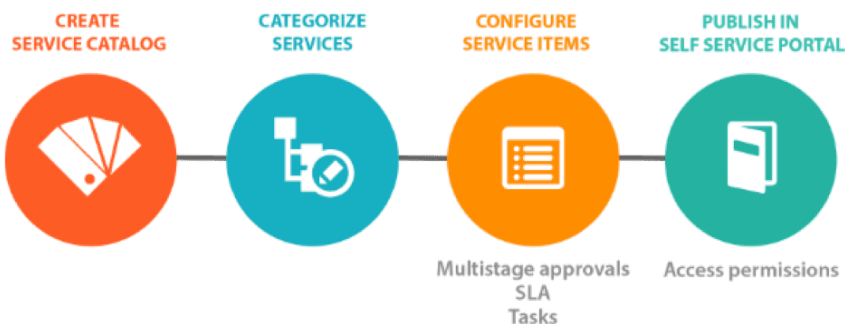 CREATE
SERVICE CATALOG
CATEGORIZE
SERVICES
CONFIGURE
SERVICE ITEMS
PUBLISH IN
SELF SERVICE PORTAL
Multistage approvals
SLA
Tasks
Access permissions